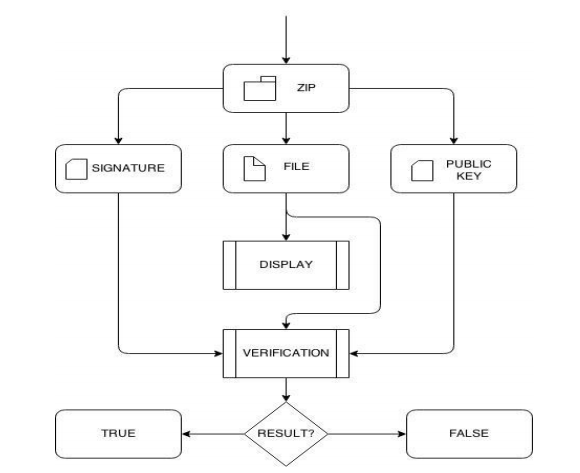 ZIP
SIGNATURE
FILE
PUBLIC
KEY
DISPLAY
VERIFICATION
TRUE
RESULT?
FALSE